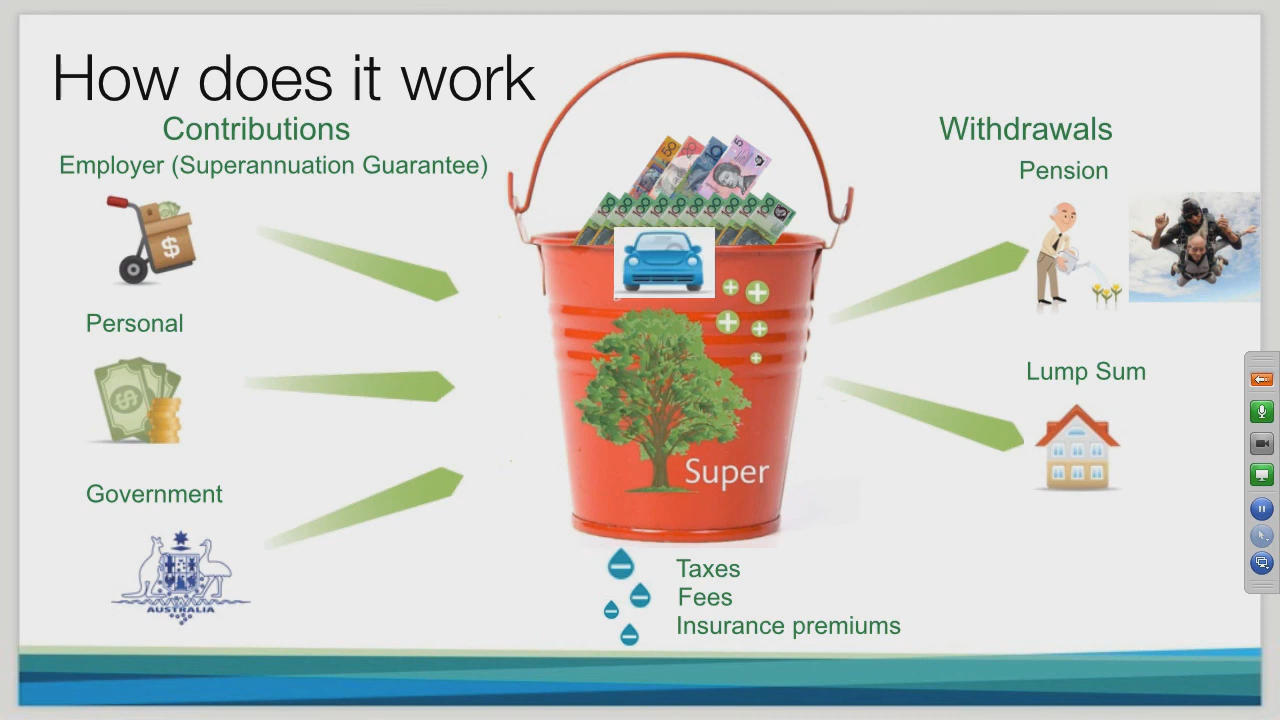 How does it work
Contributions
Employer (Superannuation Guarantee)
Personal
Government
AUSTRALIA
Super
Taxes
Fees
Insurance premiums
Withdrawals
Pension
Lump Sum